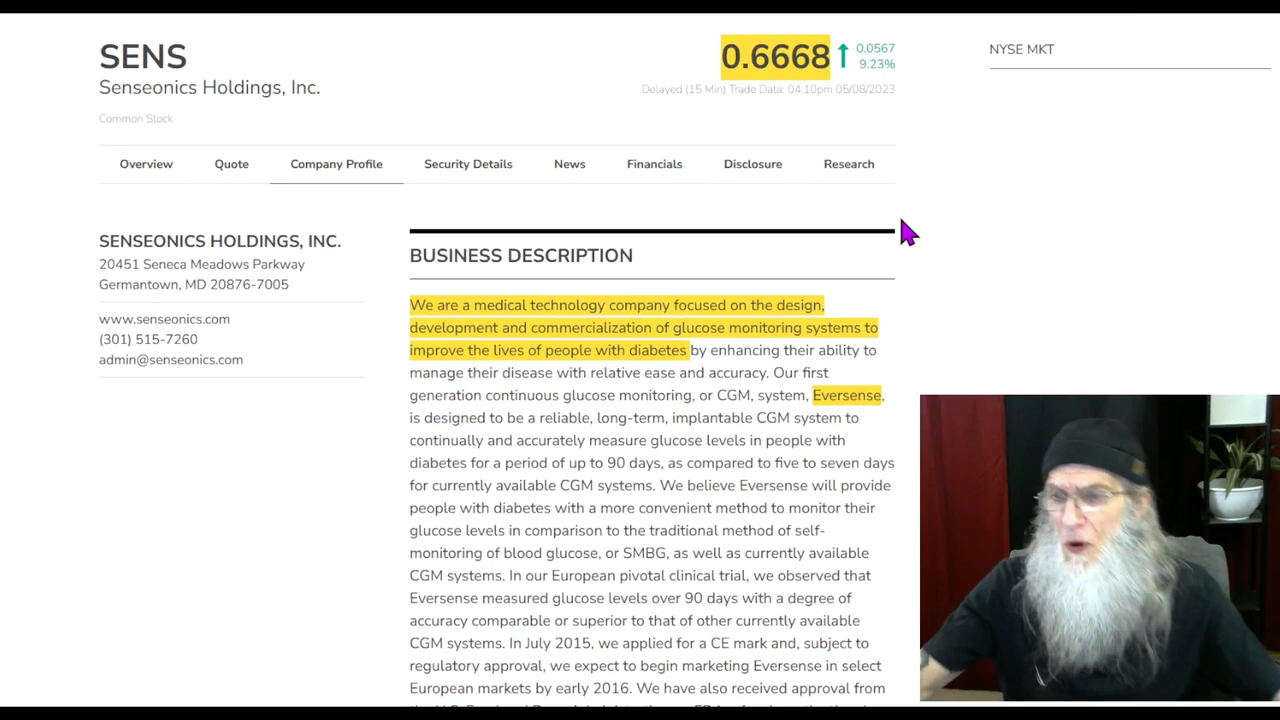 SENS
Senseonics Holdings, Inc.
Common Stock
0.6668
0.0567
9.23%
Delayed (15 Min) Trade Data: 04:10pm 05/08/2023
NYSE MKT
Overview
Quote
Company Profile
Security Details
News
Financials
Disclosure
Research
SENSEONICS HOLDINGS, INC.
20451 Seneca Meadows Parkway
Germantown, MD 20876-7005
www.senseonics.com
(301) 515-7260
admin@senseonics.com
BUSINESS DESCRIPTION
We are a medical technology company focused on the design,
development and commercialization of glucose monitoring systems to
improve the lives of people with diabetes by enhancing their ability to
manage their disease with relative ease and accuracy. Our first
generation continuous glucose monitoring, or CGM, system, Eversense,
is designed to be a reliable, long-term, implantable CGM system to
continually and accurately measure glucose levels in people with
diabetes for a period of up to 90 days, as compared to five to seven days
for currently available CGM systems. We believe Eversense will provide
people with diabetes with a more convenient method to monitor their
glucose levels in comparison to the traditional method of self-
monitoring of blood glucose, or SMBG, as well as currently available
CGM systems. In our European pivotal clinical trial, we observed that
Eversense measured glucose levels over 90 days with a degree of
accuracy comparable or superior to that of other currently available
CGM systems. In July 2015, we applied for a CE mark and, subject to
regulatory approval, we expect to begin marketing Eversense in select
European markets by early 2016. We have also received approval from